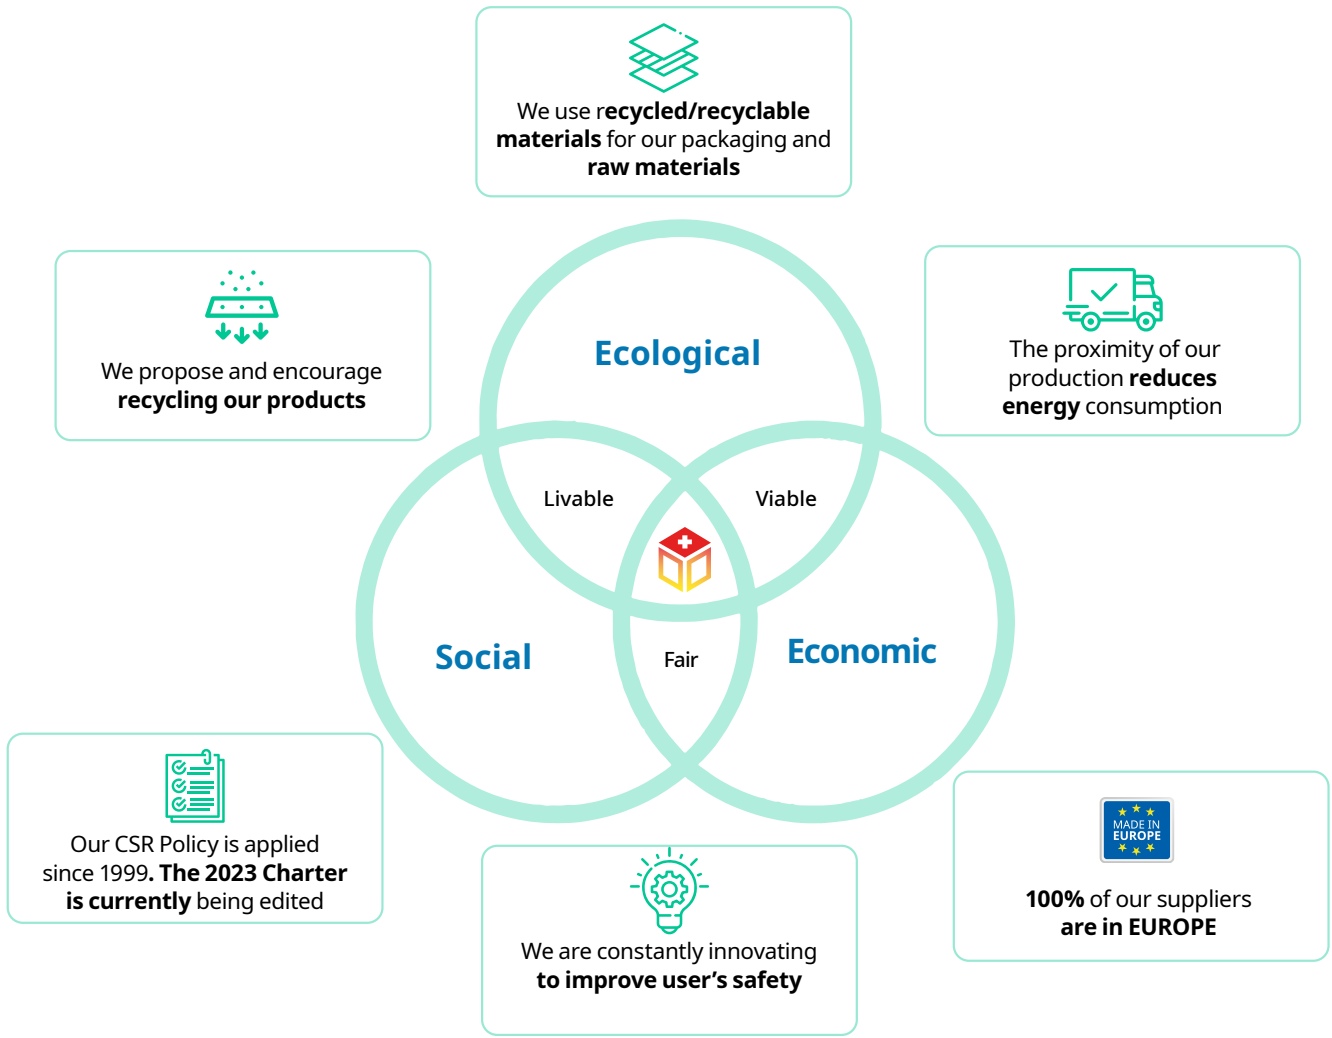 We use recycled/recyclable
materials for our packaging and
raw materials
We propose and encourage
recycling our products
The proximity of our
production reduces
energy consumption
Ecological
Livable
Viable
Social
Fair
Economic
Our CSR Policy is applied
since 1999. The 2023 Charter
is currently being edited
We are constantly innovating
to improve user’s safety
MADE IN
EUROPE
100% of our suppliers
are in EUROPE